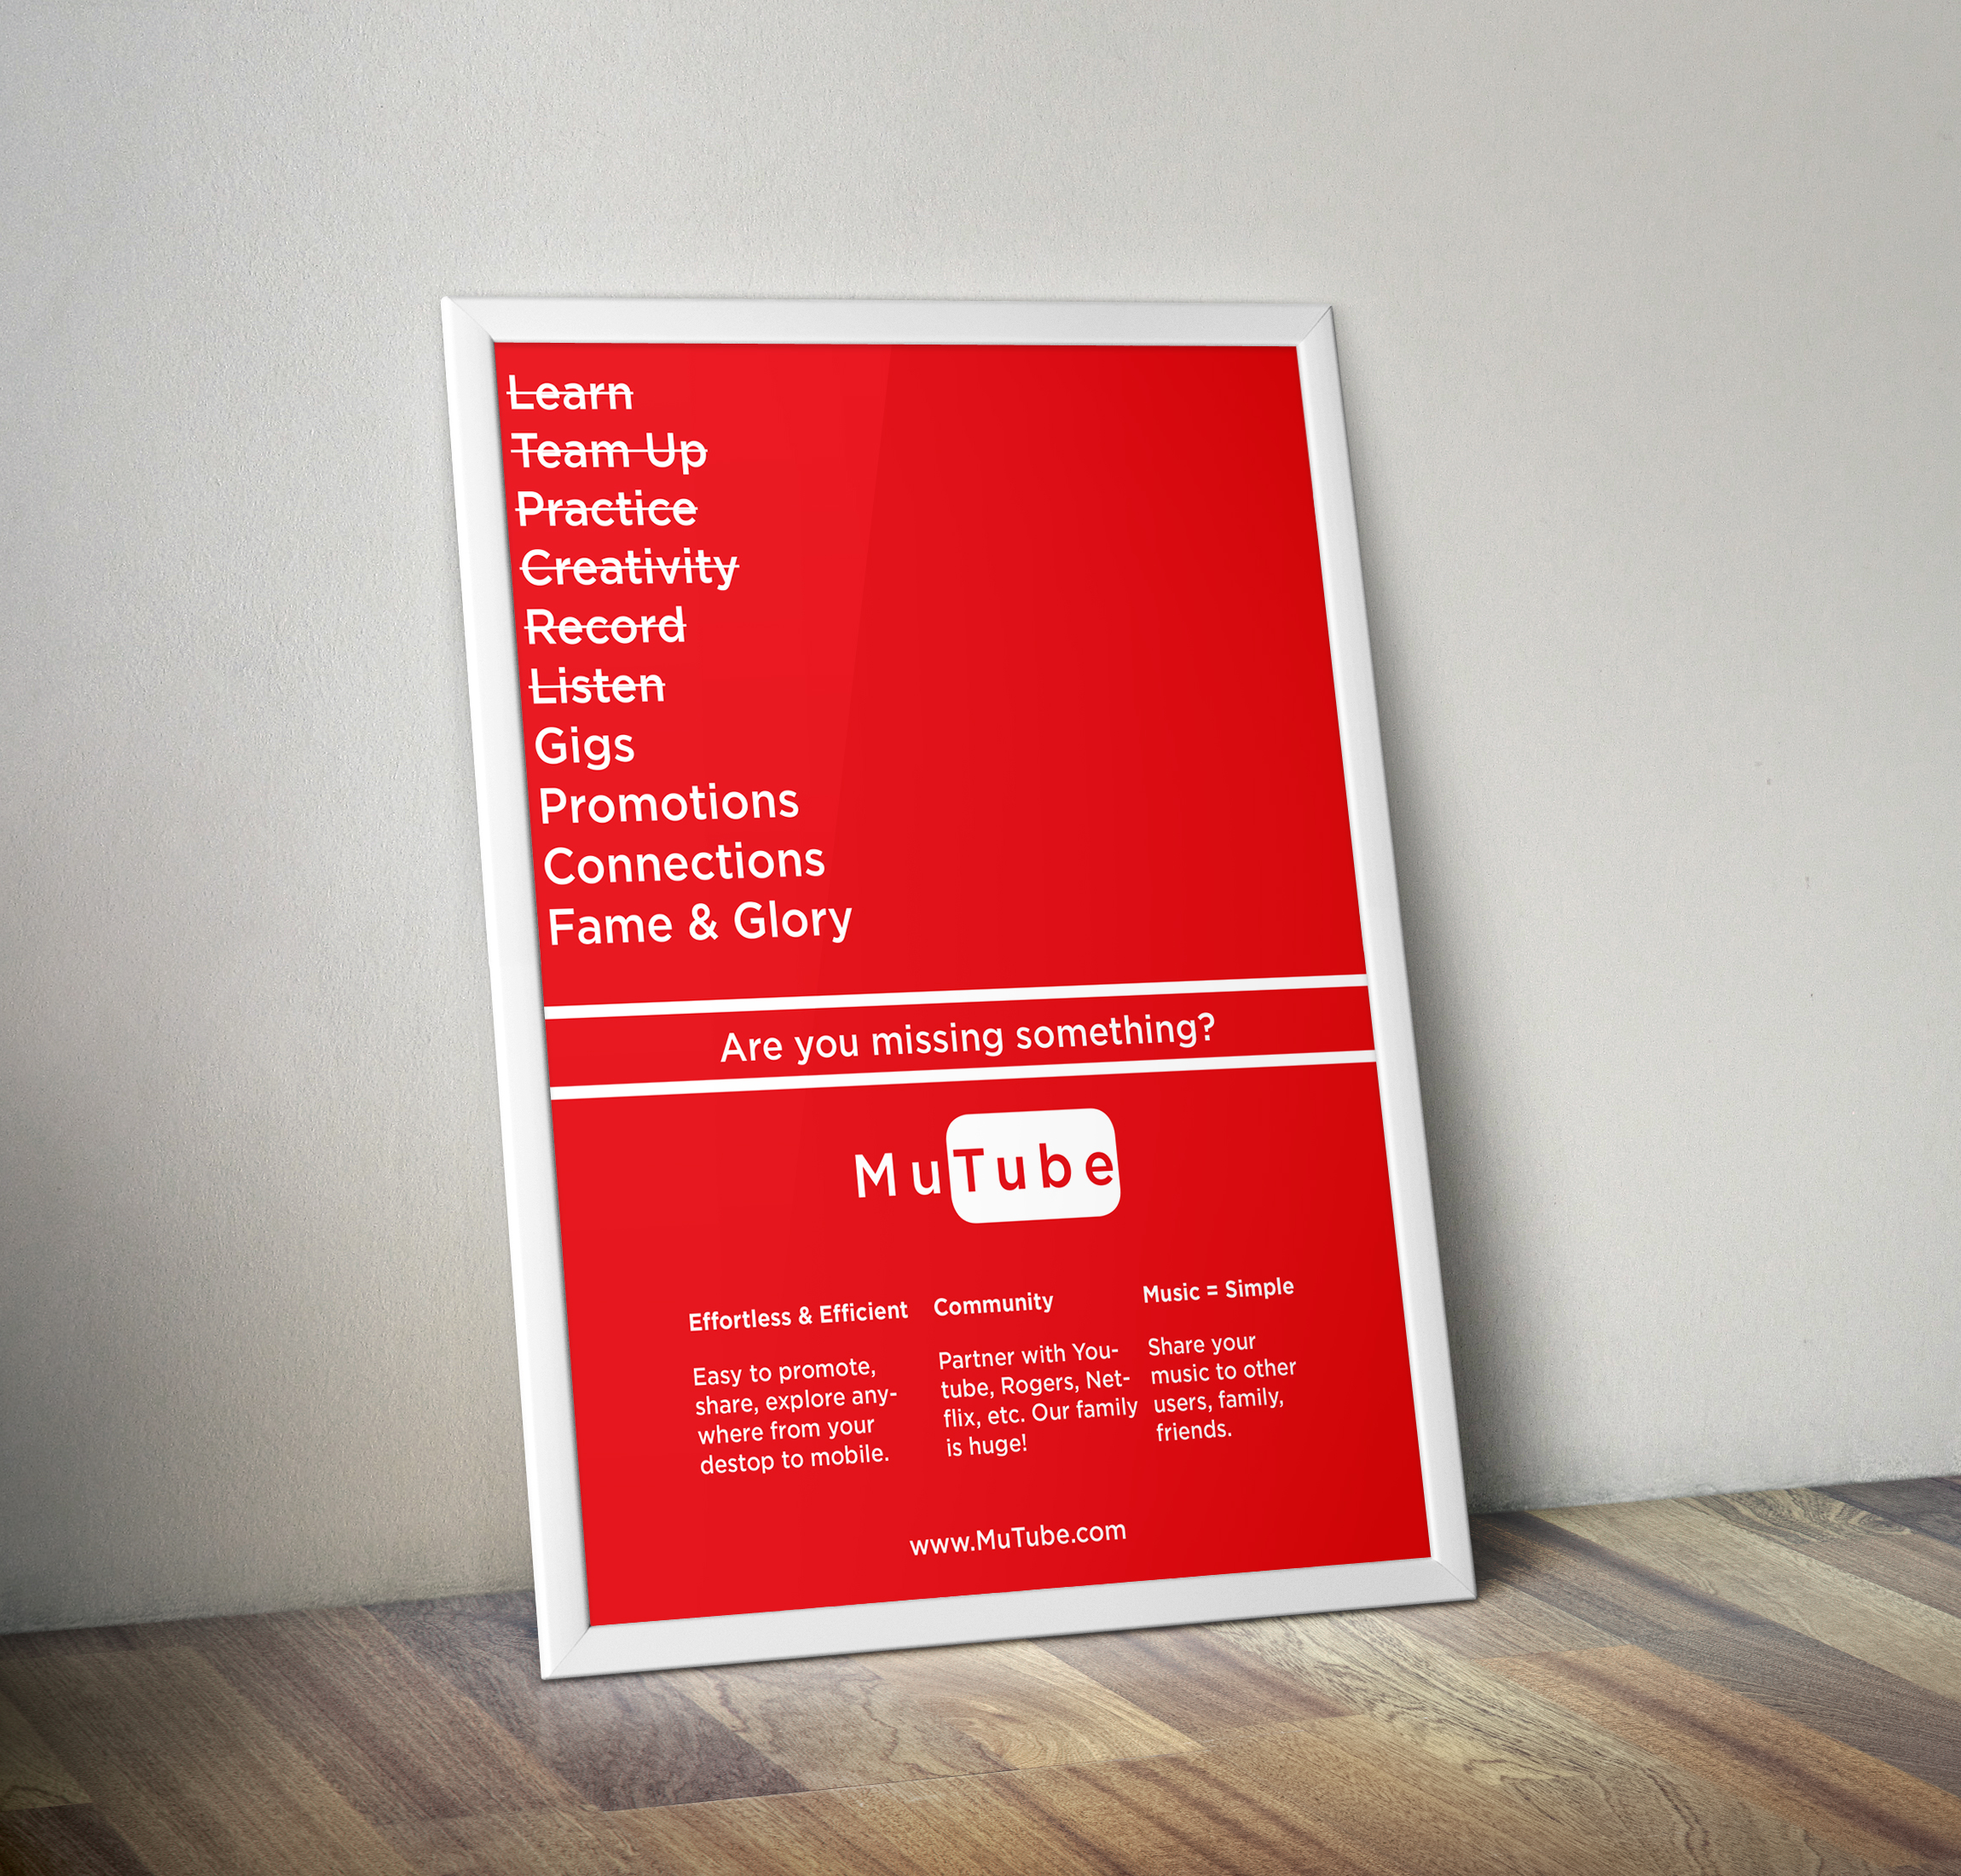 Learn
Team Up
Practice
Creativity
Record
Listen
Gigs
Promotions
Connections
Fame & Glory
Are you missing something?
MuTube
Effortless & Efficient
Easy to promote,
share, explore any-
where from your
destop to mobile.
Community
Partner with You-
tube, Rogers, Net-
flix, etc. Our family
is huge!
Music = Simple
Share your
music to other
users, family,
friends.
www.MuTube.com